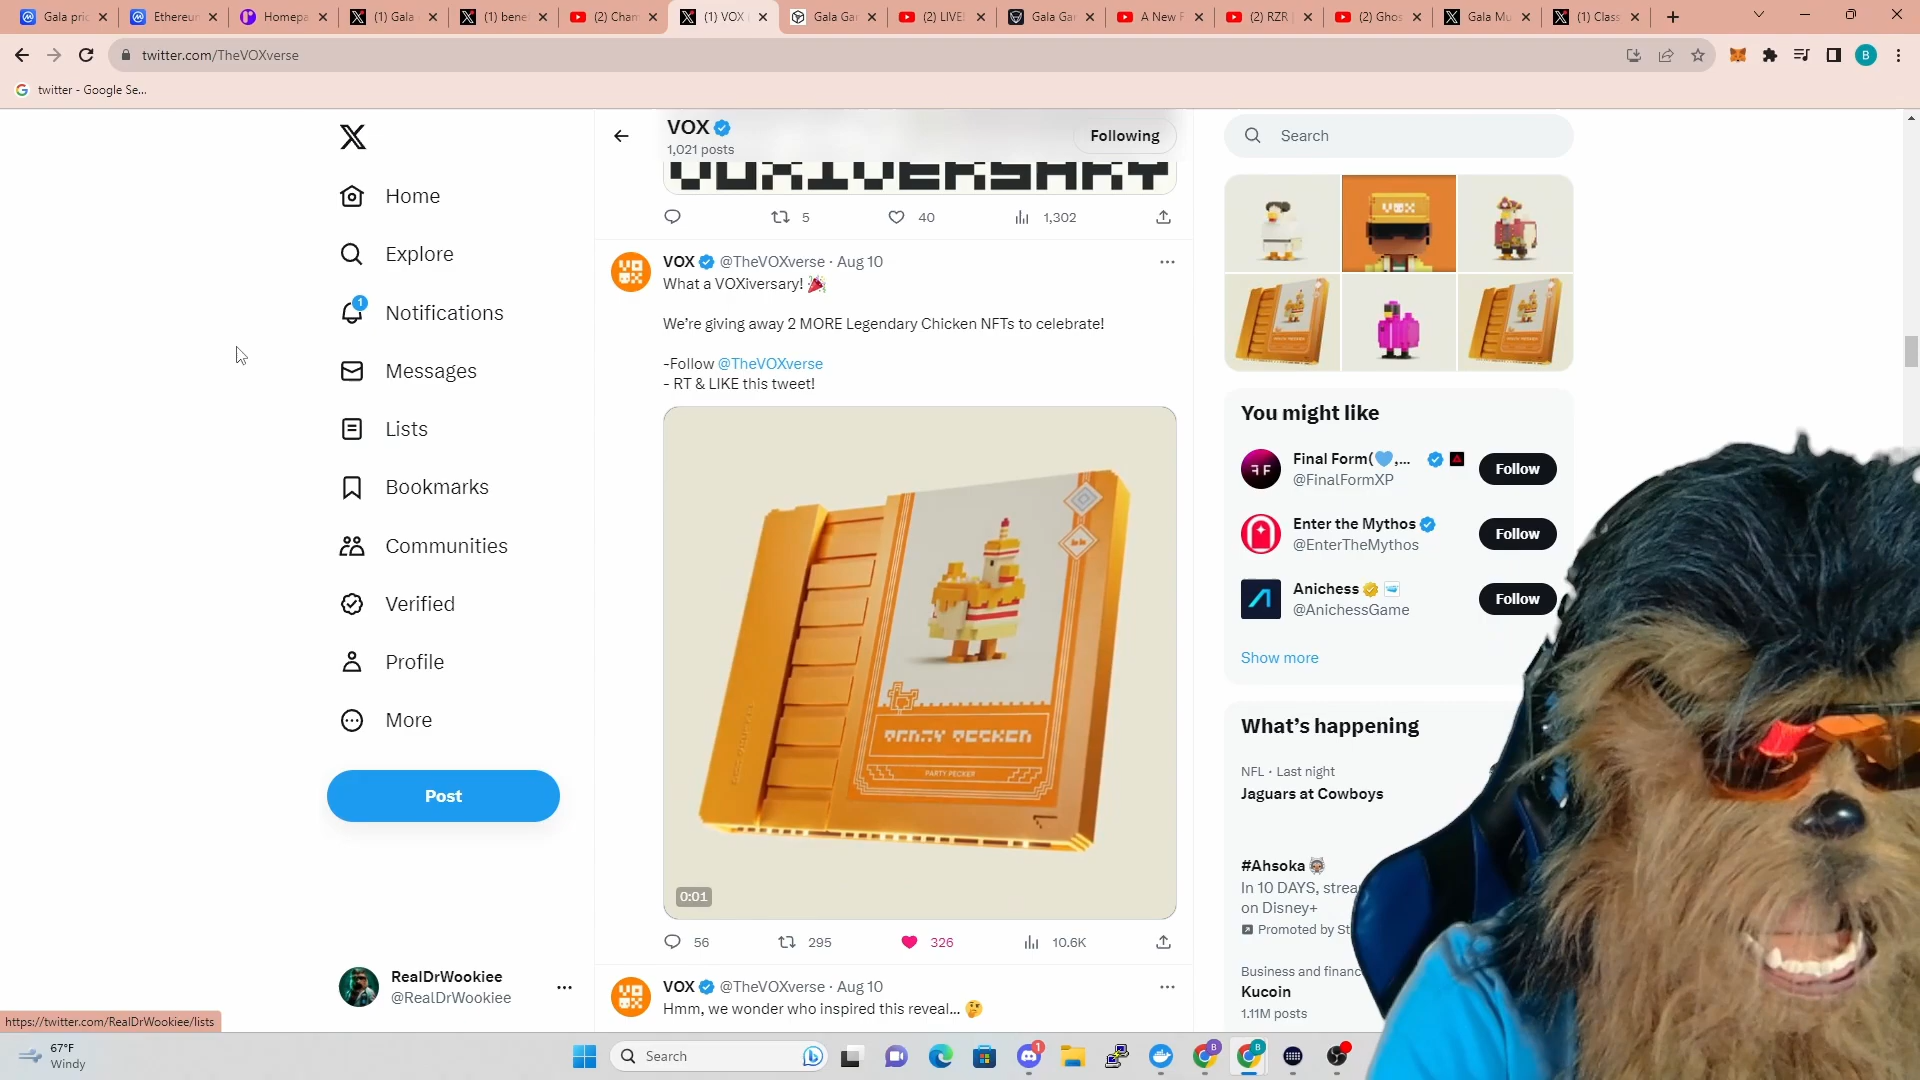 Gala pric
Ethereum
Homepa
(1) Gala
(1) bene
(2) Cham
(1) VOX
Gala Gar
(2) LIVE
Gala Gar
A New F
(2) RZR |
(2) Ghos
Gala Mu
(1) Class
twitter.com/TheVOXverse
B
twitter - Google Se...
Home
Explore
1
Notifications
Messages
Lists
Bookmarks
Communities
Verified
Profile
More
Post
RealDrWookiee
@RealDrWookiee
https://twitter.com/RealDrWookiee/lists
VOX
1,021 posts
Following
VOXIVERSARY
5
40
1,302
VOX @TheVOXverse · Aug 10
What a VOXiversary! 🎉
We're giving away 2 MORE Legendary Chicken NFTs to celebrate!
-Follow @TheVOXverse
- RT & LIKE this tweet!
PARTY PECKER
PARTY PECKER
0:01
56
295
326
10.6K
VOX @TheVOXverse · Aug 10
Hmm, we wonder who inspired this reveal... 🤔
Search
VOX
You might like
Final Form(🩵,...
@FinalFormXP
Follow
Enter the Mythos
@EnterTheMythos
Follow
Anichess
@AnichessGame
Follow
Show more
What's happening
NFL · Last night
Jaguars at Cowboys
#Ahsoka
In 10 DAYS, strea
on Disney+
Promoted by St
Business and financ
Kucoin
1.11M posts
67°F
Windy
Search
1
B
B